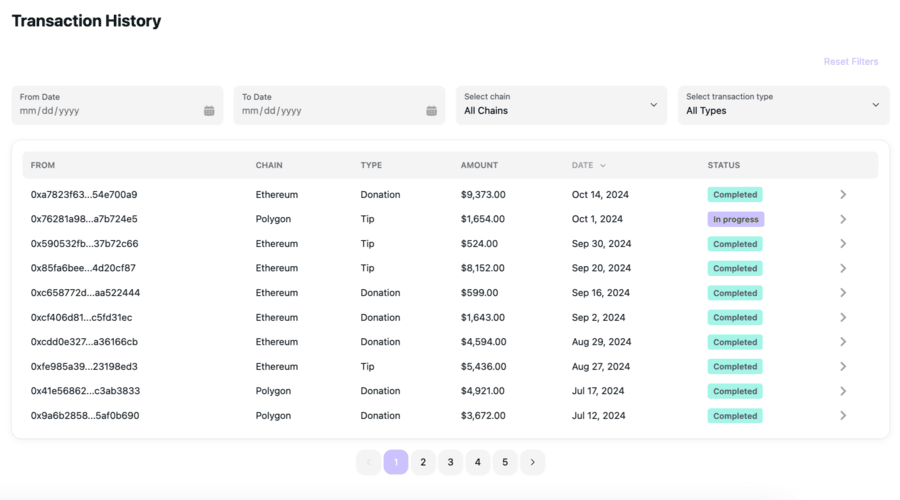 Transaction History
Reset Filters
From Date
mm/dd/yyyy
To Date
mm/dd/yyyy
Select chain
All Chains
Select transaction type
All Types
FROM CHAIN TYPE AMOUNT DATE STATUS
0xa7823f63...54e700a9 Ethereum Donation $9,373.00 Oct 14, 2024 Completed
0x76281a98...a7b724e5 Polygon Tip $1,654.00 Oct 1, 2024 In progress
0x590532fb...37b72c66 Ethereum Tip $524.00 Sep 30, 2024 Completed
0x85fa6bee...4d20cf87 Ethereum Tip $8,152.00 Sep 20, 2024 Completed
0xc658772d...aa522444 Ethereum Donation $599.00 Sep 16, 2024 Completed
0xcf406d81...c5fd31ec Ethereum Donation $1,643.00 Sep 2, 2024 Completed
0xcdd0e327...a36166cb Ethereum Donation $4,594.00 Aug 29, 2024 Completed
0xfe985a39...23198ed3 Ethereum Tip $5,436.00 Aug 27, 2024 Completed
0x41e56862...c3ab3833 Polygon Donation $4,921.00 Jul 17, 2024 Completed
0x9a6b2858...5af0b690 Polygon Donation $3,672.00 Jul 12, 2024 Completed
1 2 3 4 5